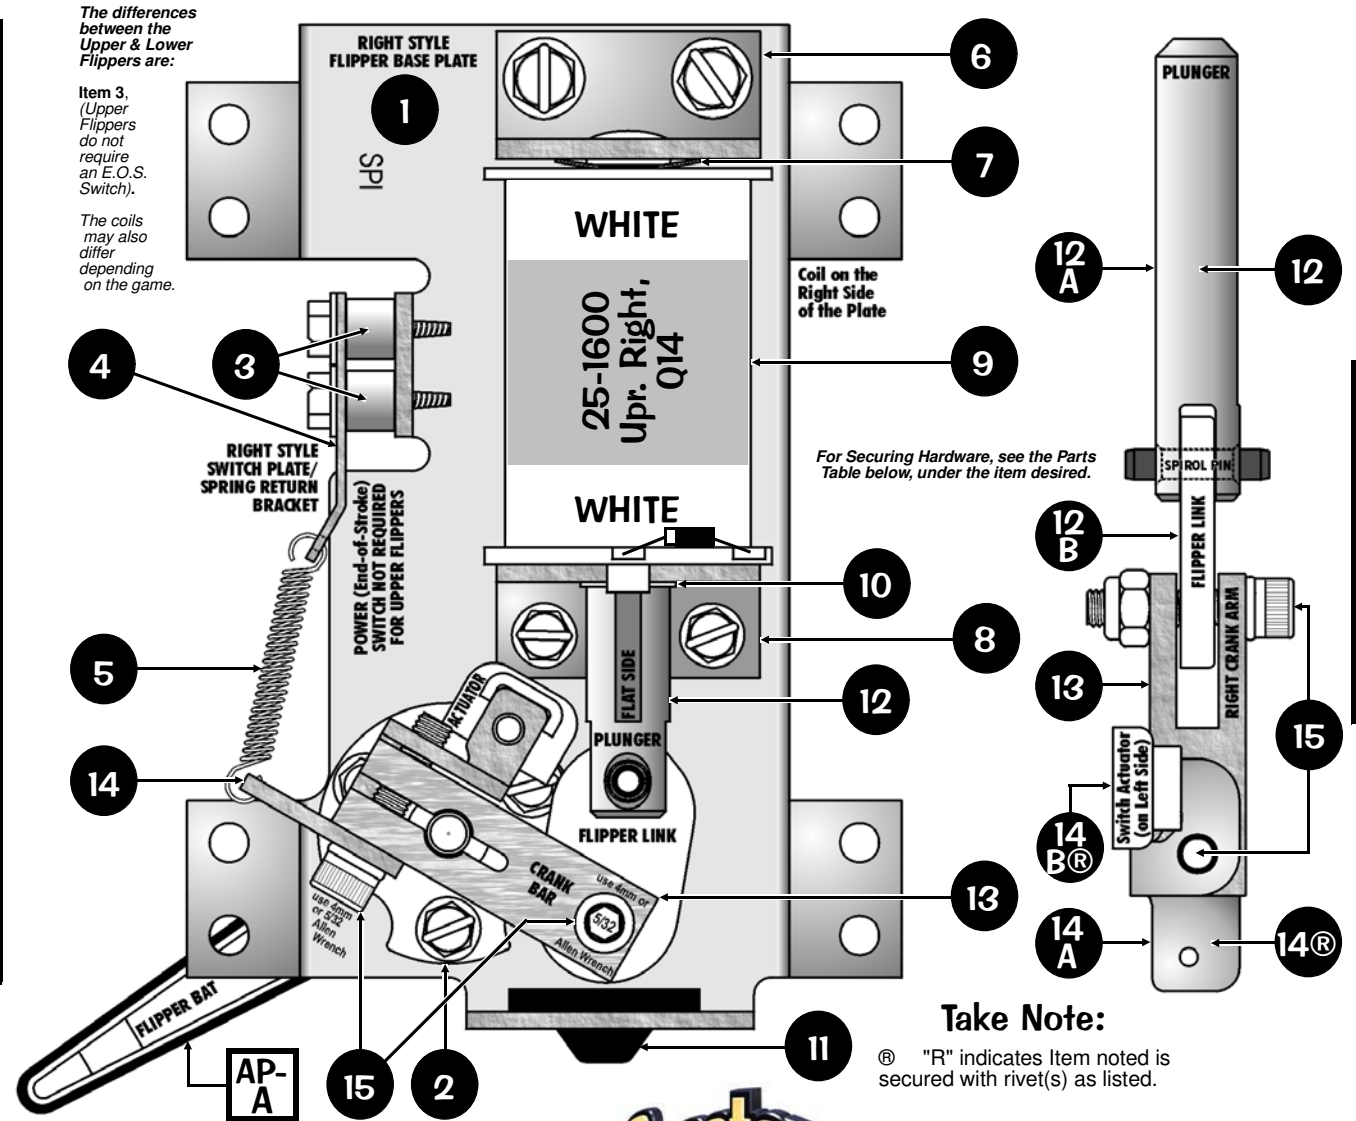 The differences
between the
Upper & Lower
Flippers are:
Item 3,
(Upper
Flippers
do not
require
an E.O.S.
Switch).
The coils
may also
differ
depending
on the game.
RIGHT STYLE
FLIPPER BASE PLATE
1
SPI
6
7
WHITE
25-1600
Upr. Right,
Q14
WHITE
Coil on the
Right Side
of the Plate
9
4
3
RIGHT STYLE
SWITCH PLATE/
SPRING RETURN
BRACKET
POWER (End-of-Stroke)
SWITCH NOT REQUIRED
FOR UPPER FLIPPERS
For Securing Hardware, see the Parts
Table below, under the item desired.
10
8
5
12
14
ACTUATOR
FLAT SIDE
PLUNGER
FLIPPER LINK
CRANK
BAR
use 4mm or
5/32
Allen Wrench
use 4mm
or 5/32
Allen
Wrench
13
FLIPPER BAT
AP-
A
15
2
11
PLUNGER
12
A
12
SPIROL PIN
12
B
FLIPPER LINK
RIGHT CRANK ARM
13
15
Switch Actuator
(on Left Side)
14
B®
14
A
14®
Take Note:
® "R" indicates Item noted is
secured with rivet(s) as listed.